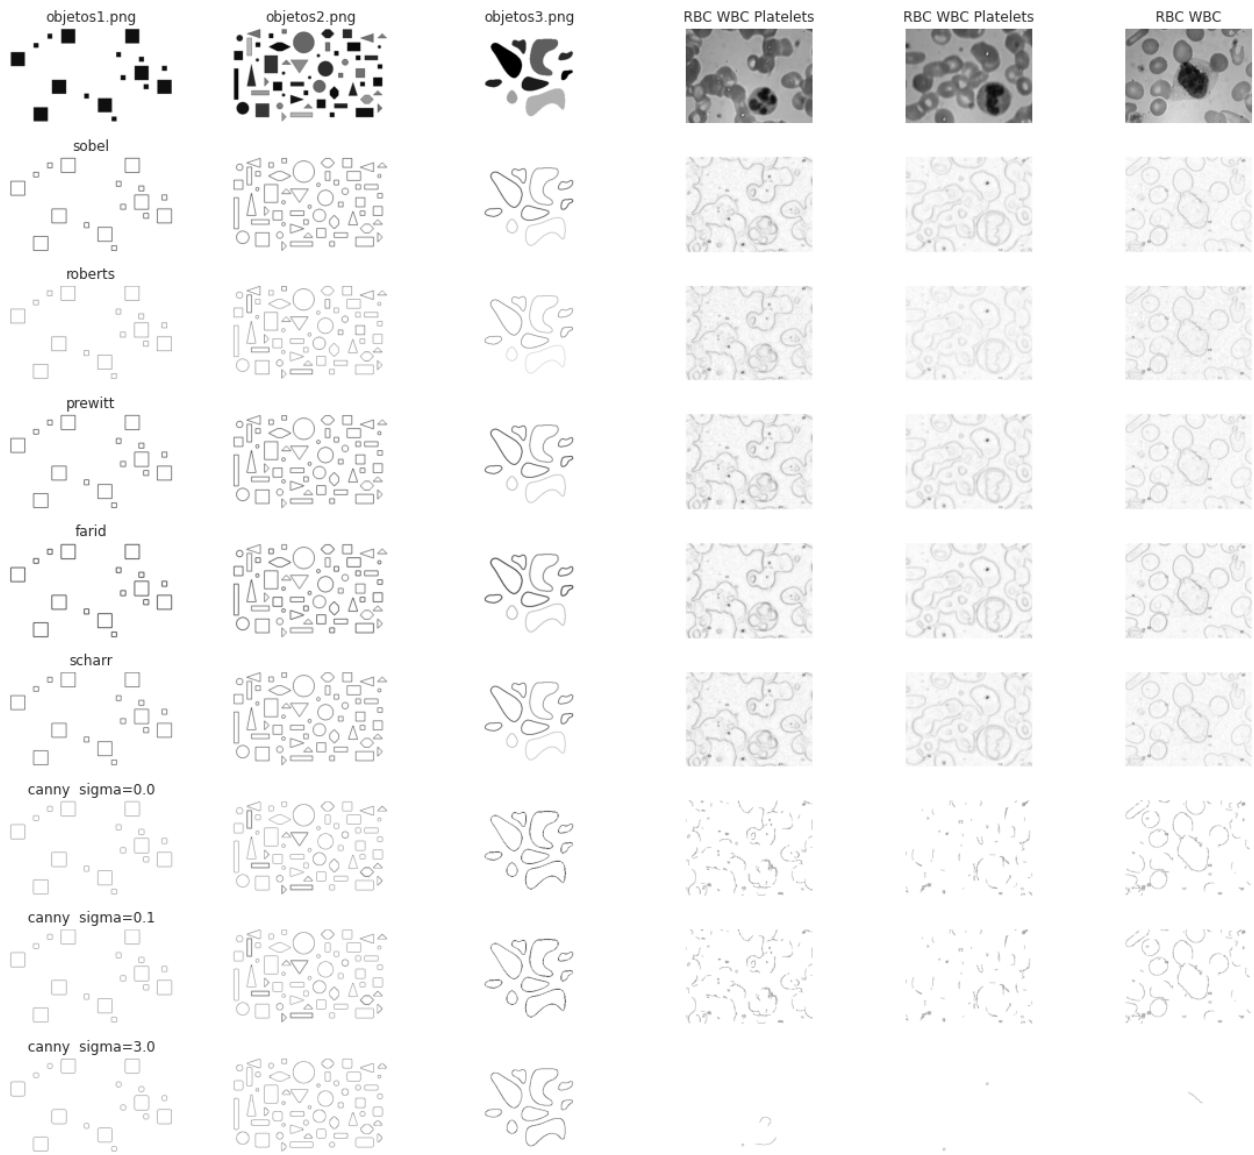 objetos1.png objetos2.png objetos3.png RBC WBC Platelets RBC WBC Platelets RBC WBC
sobel
roberts
prewitt
farid
scharr
canny sigma=0.0
canny sigma=0.1
canny sigma=3.0